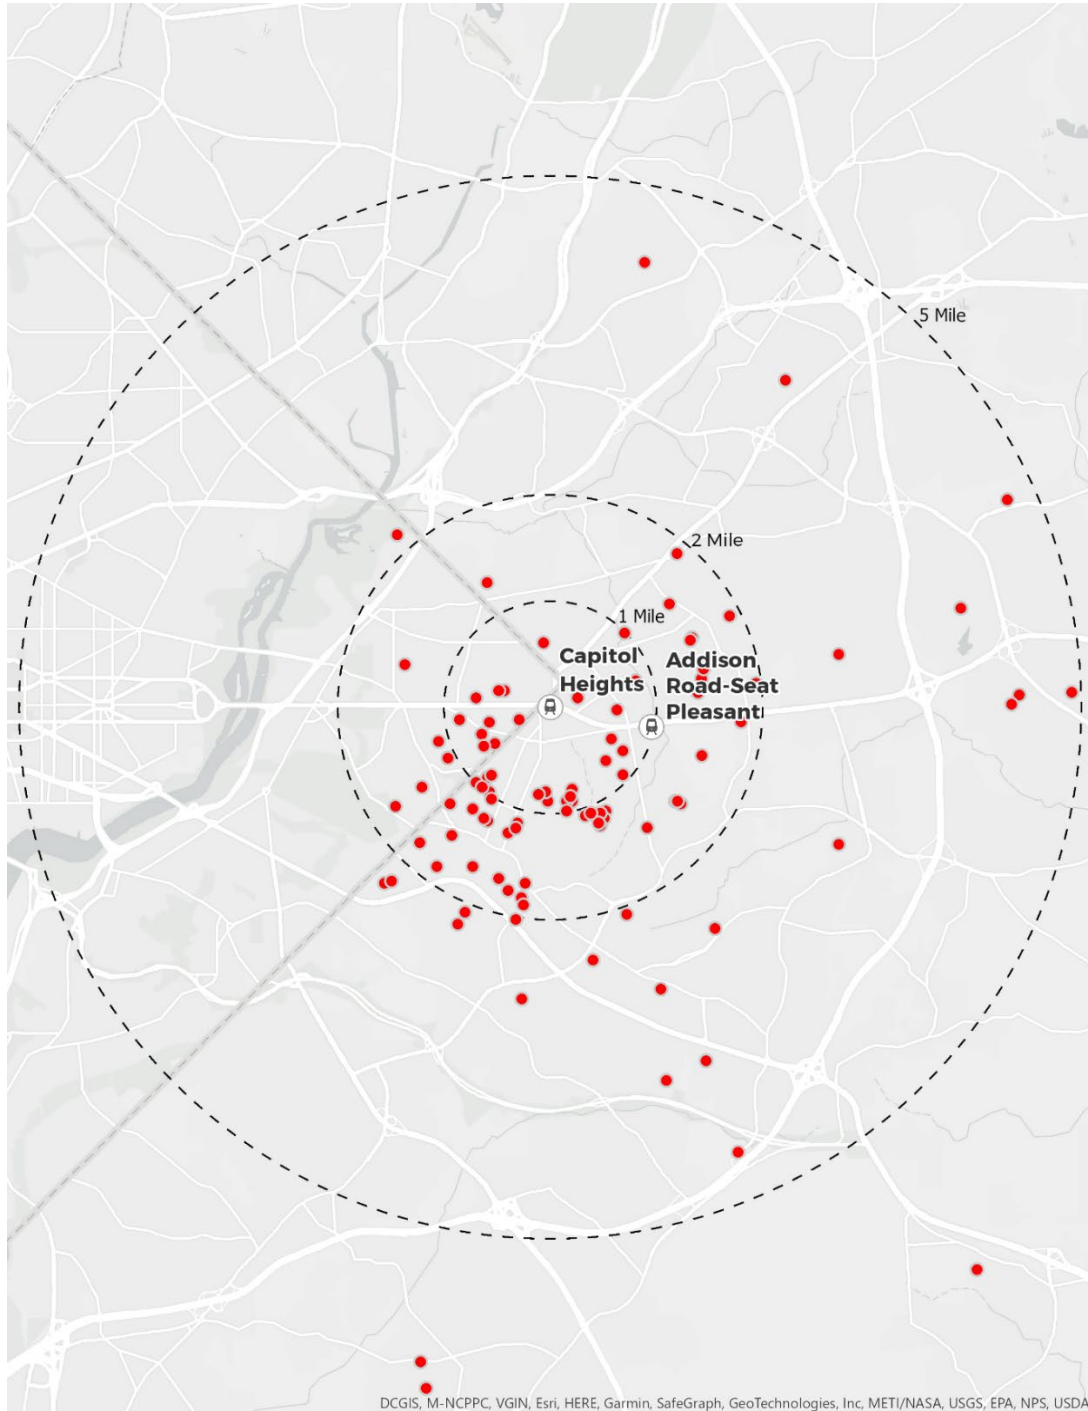 5 Mile
2 Mile
1 Mile
Capitol
Heights
Addison
Road-Seat
Pleasant
DCGIS, M-NCPPC, VGIN, Esri, HERE, Garmin, SafeGraph, GeoTechnologies, Inc, METI/NASA, USGS, EPA, NPS, USDA